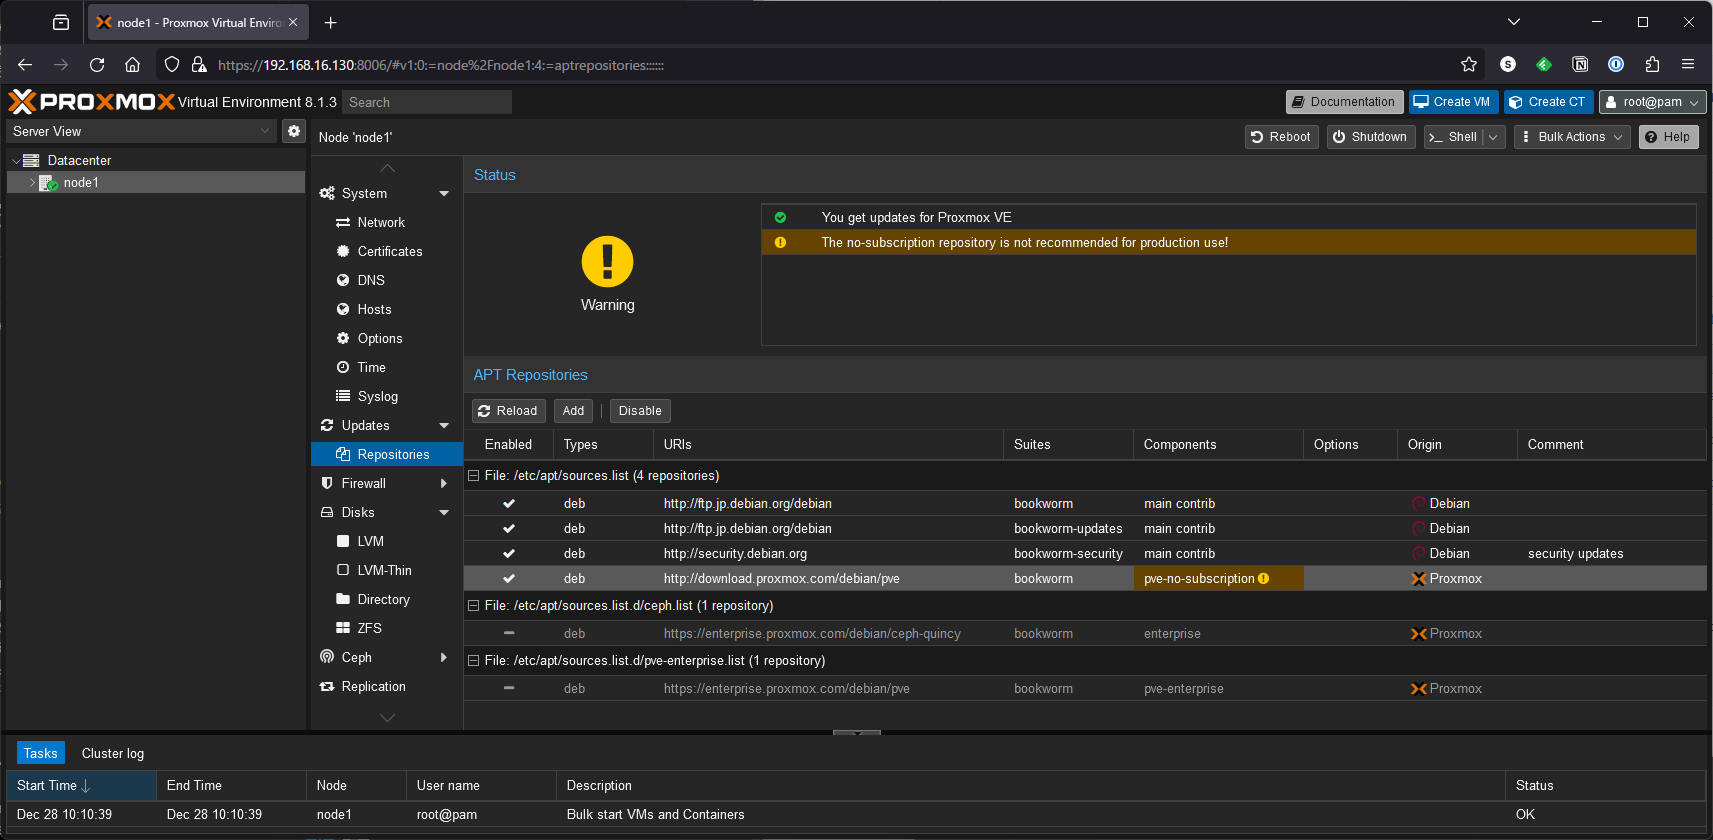 node1 - Proxmox Virtual Enviro
https://192.168.16.130:8006/#v1:0:=node%2Fnode1:4:=aptrepositories::::::
PROXMOX Virtual Environment 8.1.3 Search Documentation Create VM Create CT root@pam
Server View
Node 'node1' Reboot Shutdown Shell Bulk Actions Help
Datacenter
node1
System
Network
Certificates
DNS
Hosts
Options
Time
Syslog
Updates
Repositories
Firewall
Disks
LVM
LVM-Thin
Directory
ZFS
Ceph
Replication
Status
Warning
You get updates for Proxmox VE
The no-subscription repository is not recommended for production use!
APT Repositories
Reload Add Disable
Enabled Types URIs Suites Components Options Origin Comment
File: /etc/apt/sources.list (4 repositories)
deb http://ftp.jp.debian.org/debian bookworm main contrib Debian
deb http://ftp.jp.debian.org/debian bookworm-updates main contrib Debian
deb http://security.debian.org bookworm-security main contrib Debian security updates
deb http://download.proxmox.com/debian/pve bookworm pve-no-subscription Proxmox
File: /etc/apt/sources.list.d/ceph.list (1 repository)
deb https://enterprise.proxmox.com/debian/ceph-quincy bookworm enterprise Proxmox
File: /etc/apt/sources.list.d/pve-enterprise.list (1 repository)
deb https://enterprise.proxmox.com/debian/pve bookworm pve-enterprise Proxmox
Tasks Cluster log
Start Time End Time Node User name Description Status
Dec 28 10:10:39 Dec 28 10:10:39 node1 root@pam Bulk start VMs and Containers OK